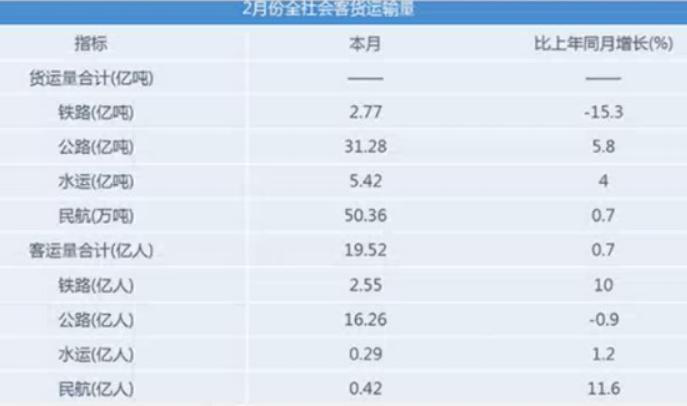 2月份全社会客货运输量
指标 本月 比上年同月增长(%)
货运量合计(亿吨) —— ——
铁路(亿吨) 2.77 -15.3
公路(亿吨) 31.28 5.8
水运(亿吨) 5.42 4
民航(万吨) 50.36 0.7
客运量合计(亿人) 19.52 0.7
铁路(亿人) 2.55 10
公路(亿人) 16.26 -0.9
水运(亿人) 0.29 1.2
民航(亿人) 0.42 11.6